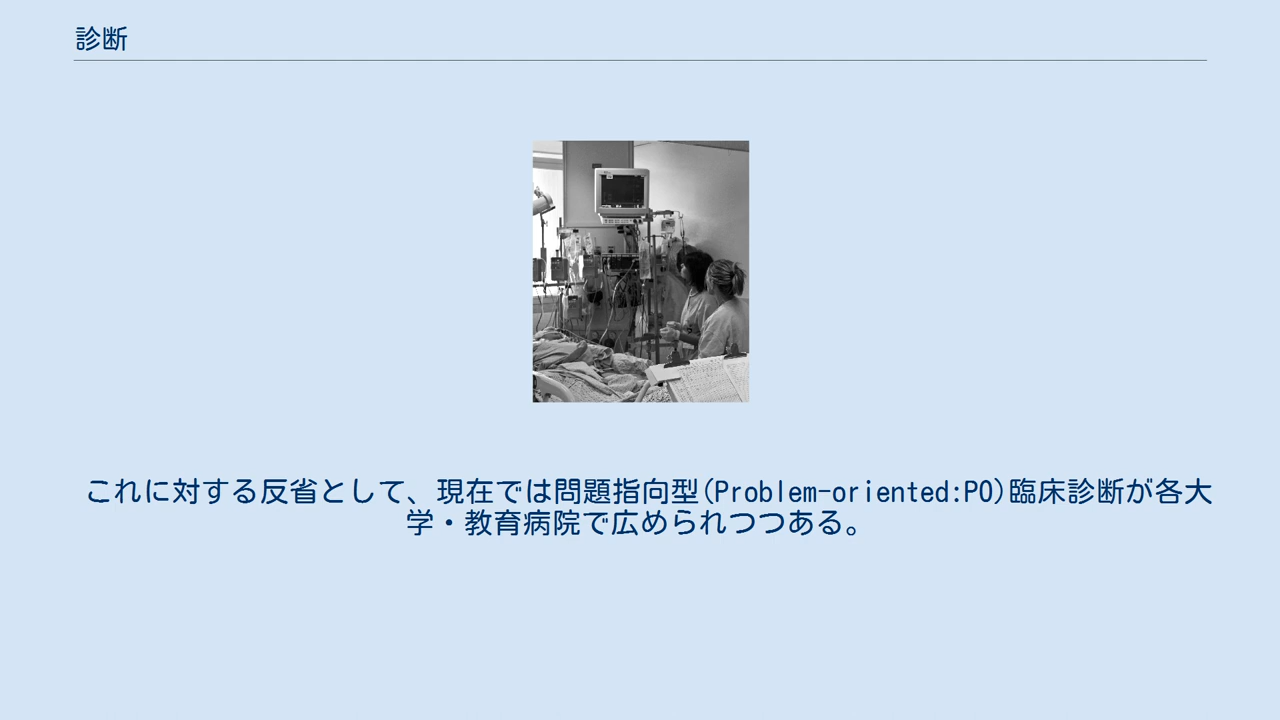 診断
これに対する反省として、現在では問題指向型(Problem-oriented:PO)臨床診断が各大
学・教育病院で広められつつある。